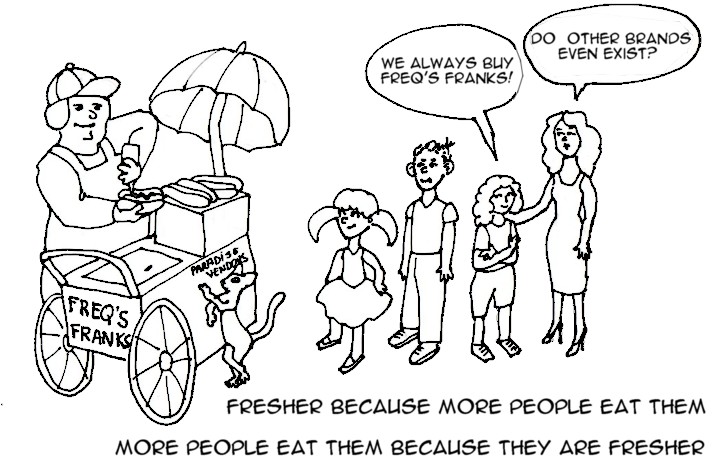 DO OTHER BRANDS
EVEN EXIST?
WE ALWAYS BUY
FREQ'S FRANKS!
PARADISE
VENDORS
FREQ'S
FRANKS
FRESHER BECAUSE MORE PEOPLE EAT THEM
MORE PEOPLE EAT THEM BECAUSE THEY ARE FRESHER